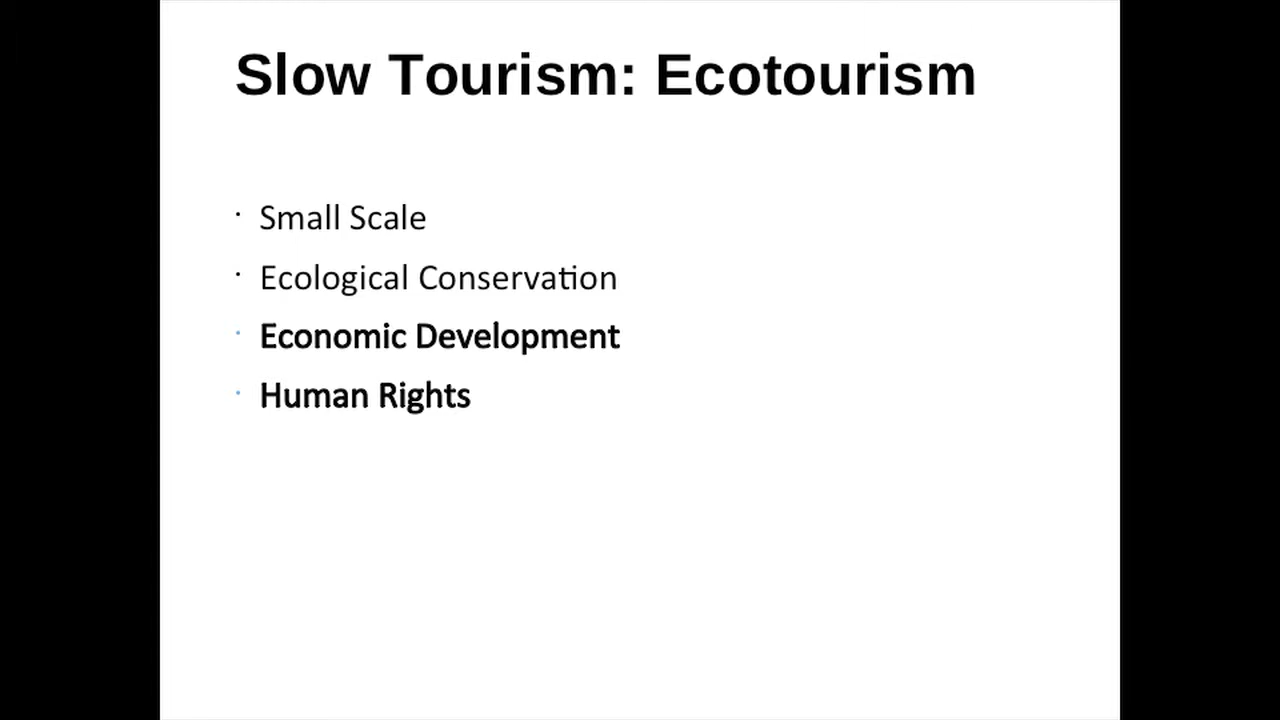 Slow Tourism: Ecotourism
· Small Scale
· Ecological Conservation
· Economic Development
· Human Rights